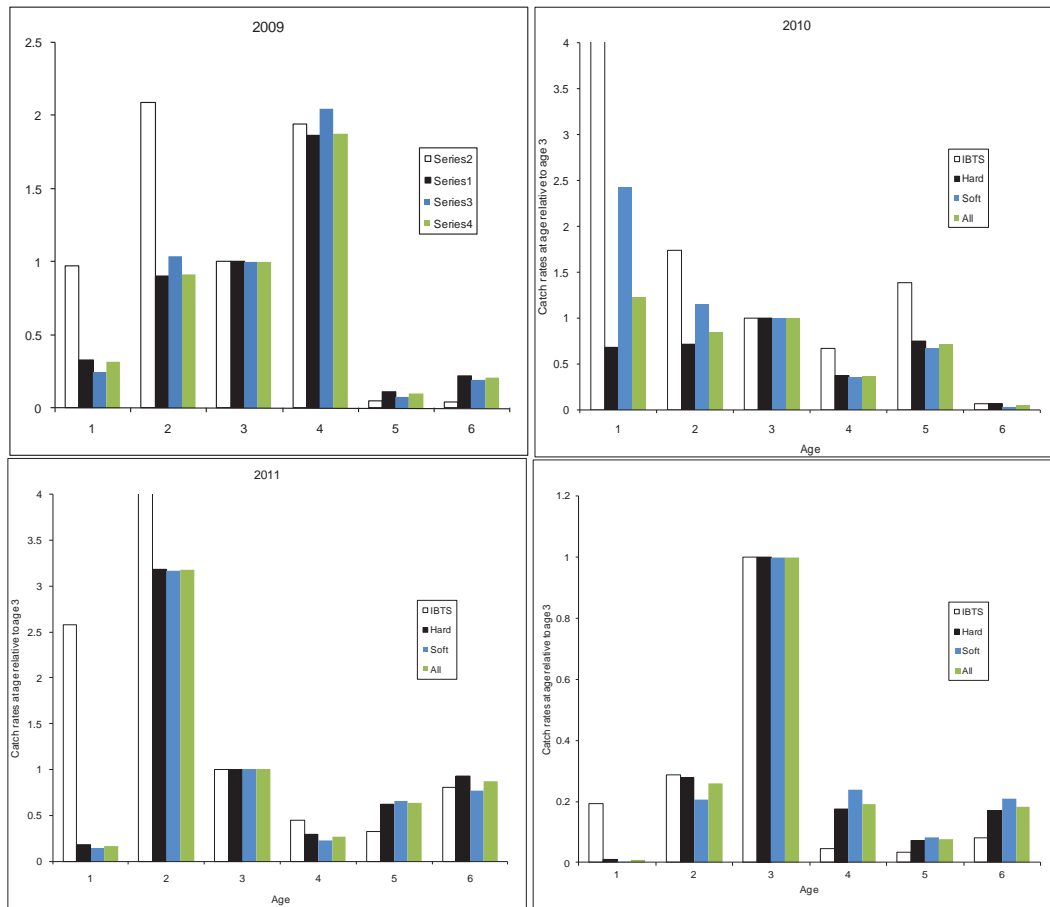 2009
2.5
2
1.5
1
0.5
0
1 2 3 4 5 6
Series2
Series1
Series3
Series4
2010
Catch rates at age relative to age 3
4
3.5
3
2.5
2
1.5
1
0.5
0
1 2 3 4 5 6
Age
IBTS
Hard
Soft
All
2011
Catch rates at age relative to age 3
4
3.5
3
2.5
2
1.5
1
0.5
0
1 2 3 4 5 6
Age
IBTS
Hard
Soft
All
Catch rates at age relative to age 3
1.2
1
0.8
0.6
0.4
0.2
0
1 2 3 4 5 6
Age
IBTS
Hard
Soft
All